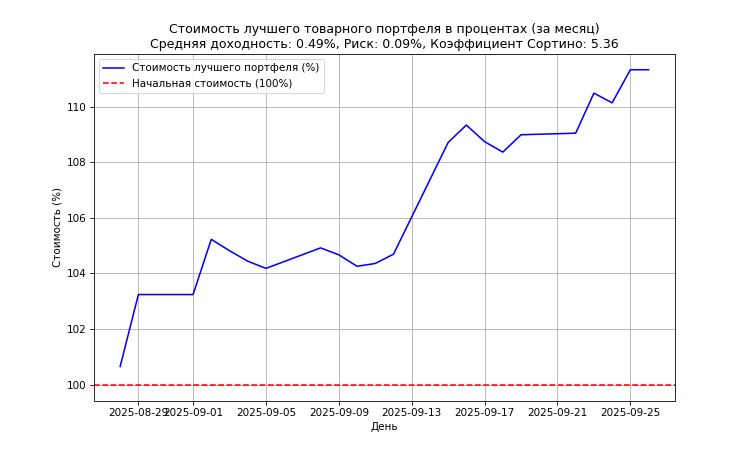 Стоимость лучшего товарного портфеля в процентах (за месяц)
Средняя доходность: 0.49%, Риск: 0.09%, Коэффициент Сортино: 5.36
Стоимость лучшего портфеля (%)
Начальная стоимость (100%)
Стоимость (%)
110
108
106
104
102
100
2025-08-29
2025-09-01
2025-09-05
2025-09-09
2025-09-13
2025-09-17
2025-09-21
2025-09-25
День